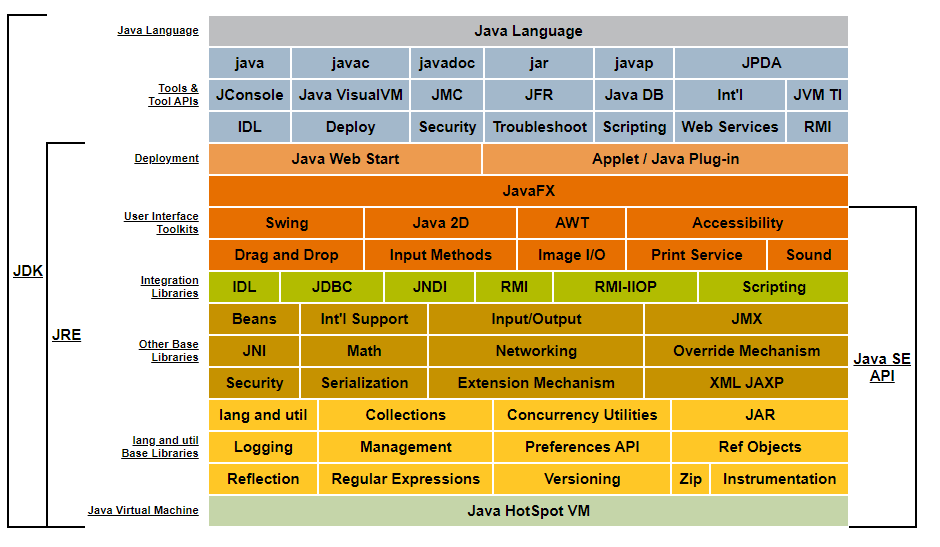 Java Language
Java Language
java javac javadoc jar javap JPDA
Tools &
Tool APIs
JConsole Java VisualVM JMC JFR Java DB Int'l JVM TI
IDL Deploy Security Troubleshoot Scripting Web Services RMI
Deployment
Java Web Start Applet / Java Plug-in
JavaFX
User Interface
Toolkits
Swing Java 2D AWT Accessibility
Drag and Drop Input Methods Image I/O Print Service Sound
JDK
Integration
Libraries
IDL JDBC JNDI RMI RMI-IIOP Scripting
Beans Int'l Support Input/Output JMX
JRE
Other Base
Libraries
JNI Math Networking Override Mechanism
Java SE
API
Security Serialization Extension Mechanism XML JAXP
lang and util Collections Concurrency Utilities JAR
lang and util
Base Libraries
Logging Management Preferences API Ref Objects
Reflection Regular Expressions Versioning Zip Instrumentation
Java Virtual Machine
Java HotSpot VM